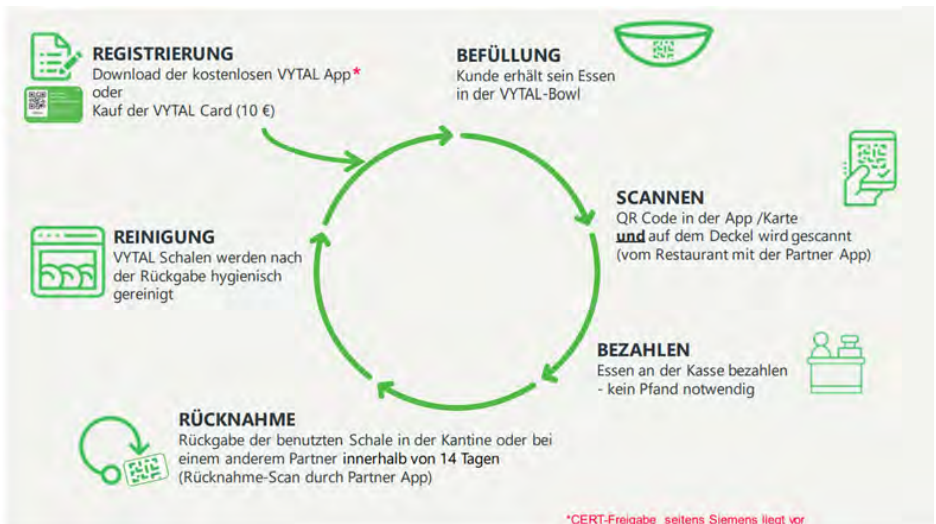 REGISTRIERUNG
Download der kostenlosen VYTAL App*
oder
Kauf der VYTAL Card (10 €)
BEFÜLLUNG
Kunde erhält sein Essen
in der VYTAL-Bowl
SCANNEN
QR Code in der App /Karte
und auf dem Deckel wird gescannt
(vom Restaurant mit der Partner App)
BEZAHLEN
Essen an der Kasse bezahlen
- kein Pfand notwendig
RÜCKNAHME
Rückgabe der benutzten Schale in der Kantine oder bei
einem anderem Partner innerhalb von 14 Tagen
(Rücknahme-Scan durch Partner App)
REINIGUNG
VYTAL Schalen werden nach
der Rückgabe hygienisch
gereinigt
*CERT-Freigabe seitens Siemens liegt vor